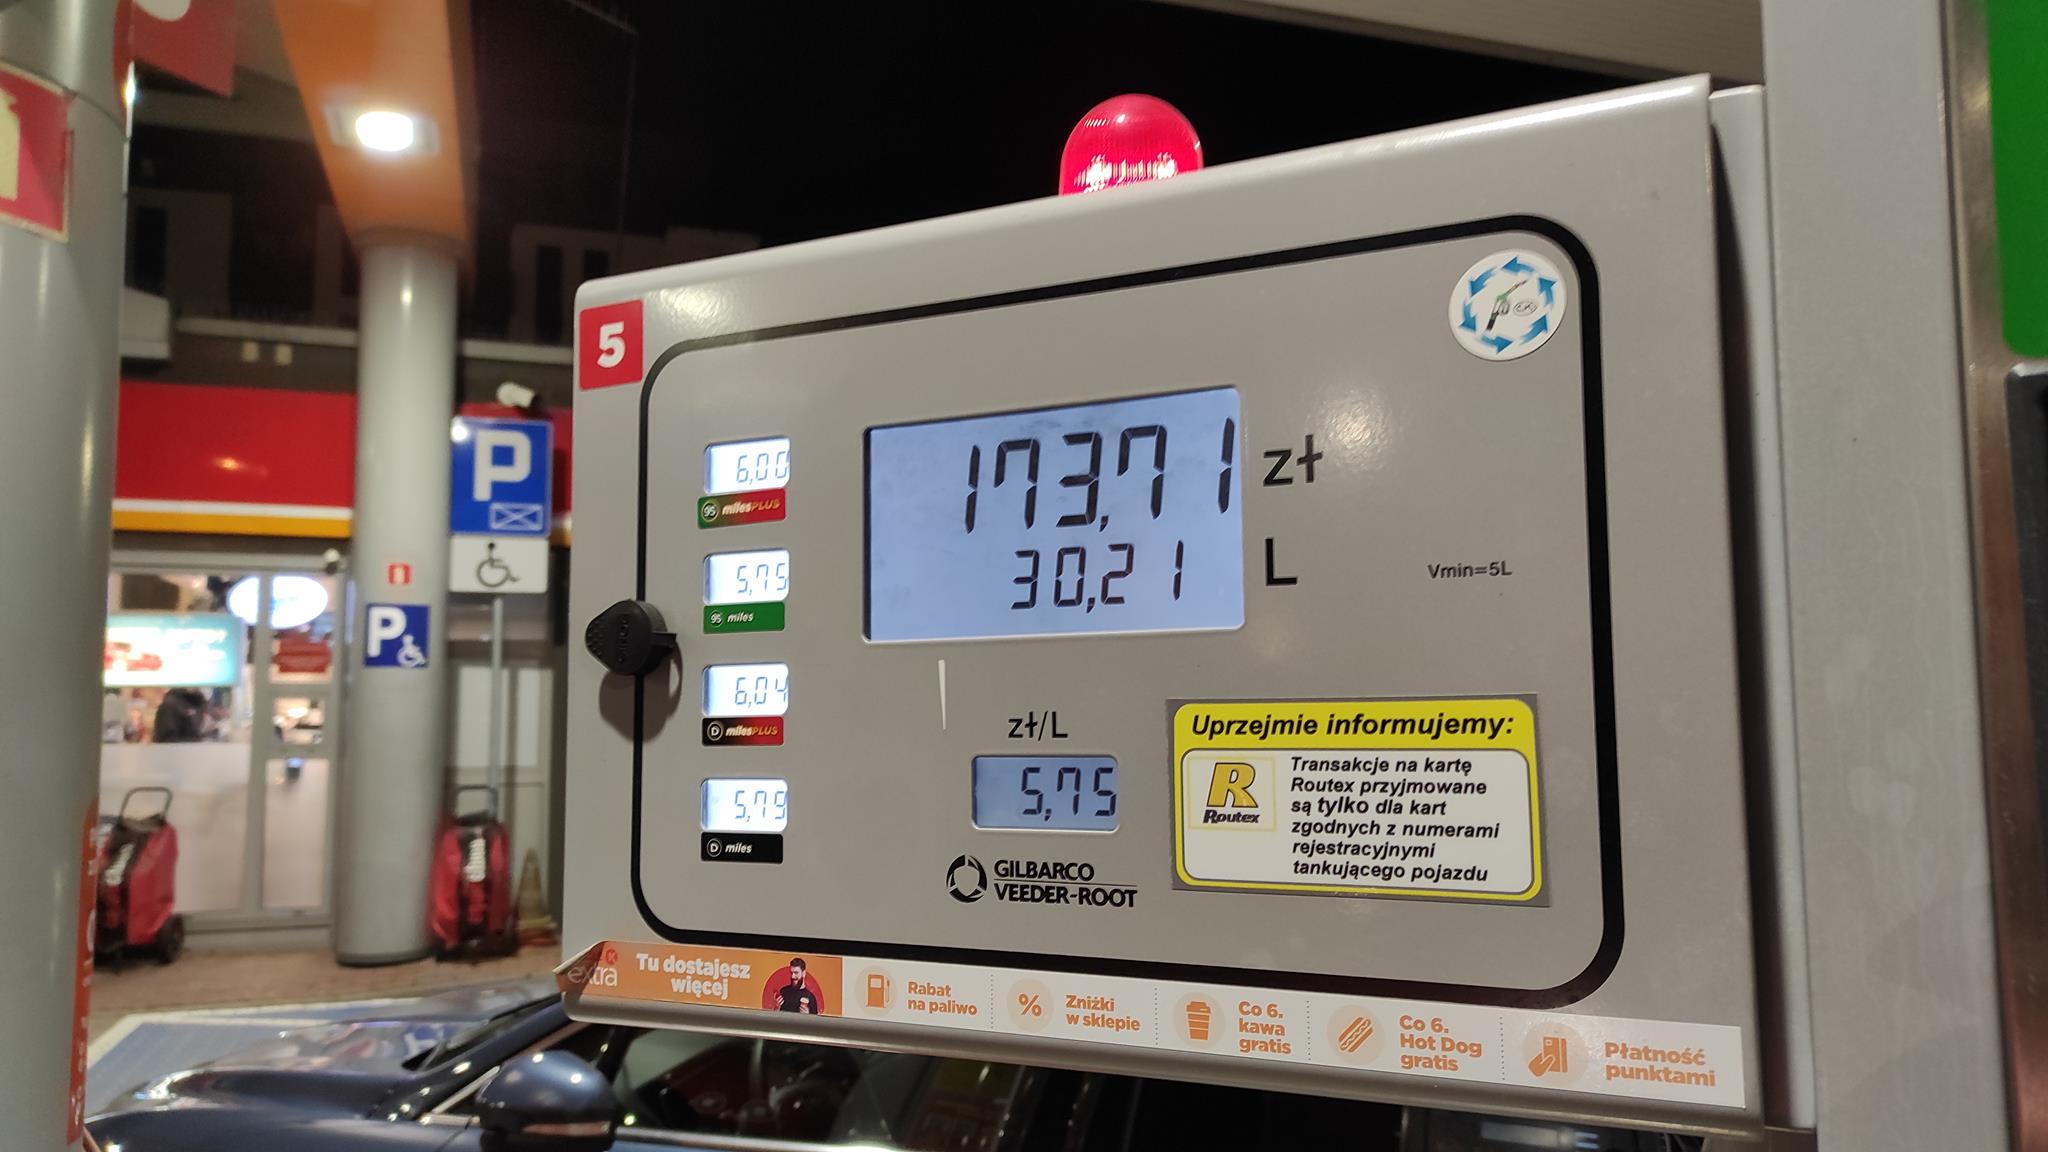 5
173,71 zł
30,21 L
Vmin=5L
6,00
95 milesPLUS
5,75
95 miles
6,04
D milesPLUS
5,79
D miles
zł/L
5,75
GILBARCO
VEEDER-ROOT
Uprzejmie informujemy:
R
Routex
Transakcje na kartę
Routex przyjmowane
są tylko dla kart
zgodnych z numerami
rejestracyjnymi
tankującego pojazdu
K
extra
Tu dostajesz
więcej
Rabat
na paliwo
%
Zniżki
w sklepie
Co 6.
kawa
gratis
Co 6.
Hot Dog
gratis
Płatność
punktami
P
P